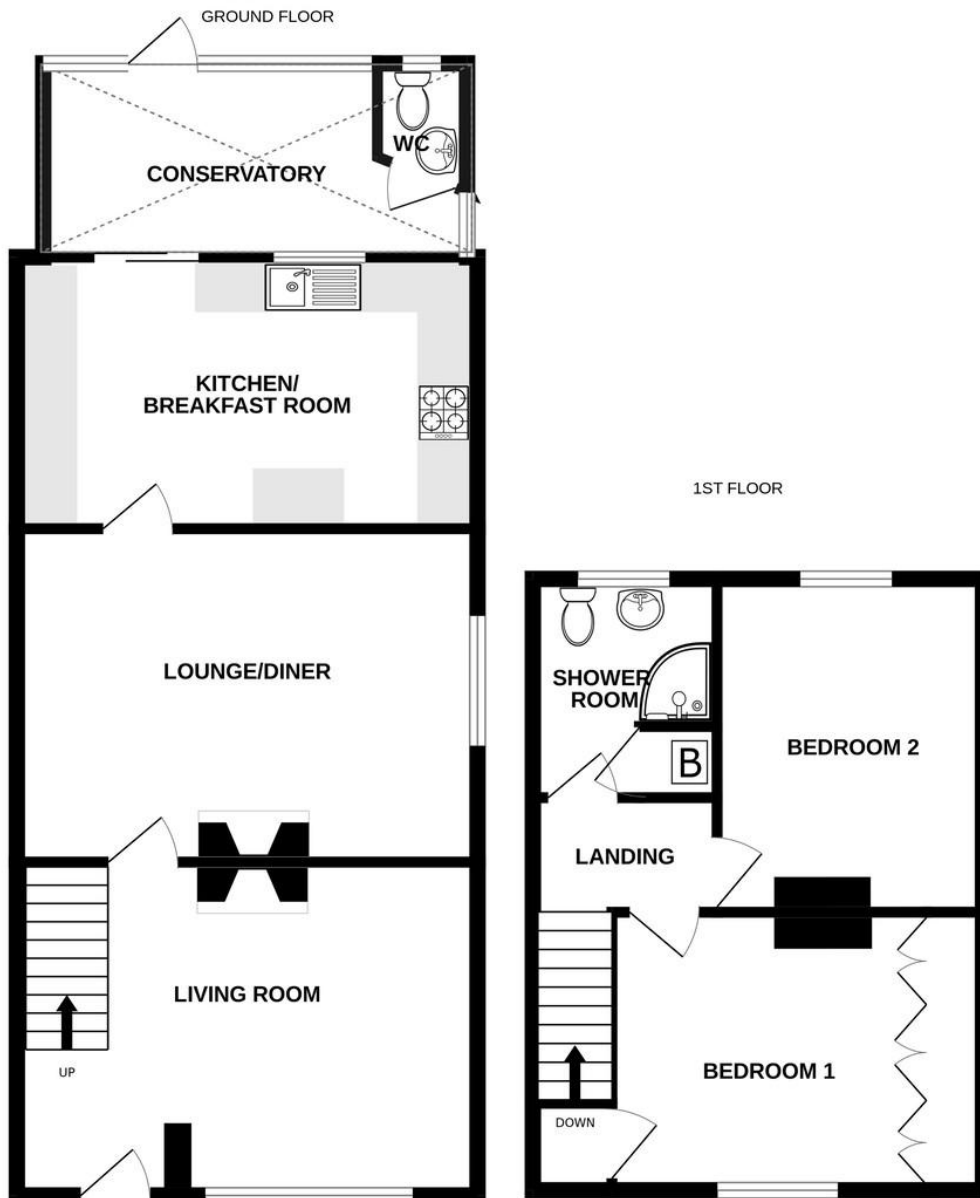 GROUND FLOOR
WC
CONSERVATORY
KITCHEN/
BREAKFAST ROOM
LOUNGE/DINER
LIVING ROOM
UP
1ST FLOOR
SHOWER
ROOM
B
BEDROOM 2
LANDING
BEDROOM 1
DOWN